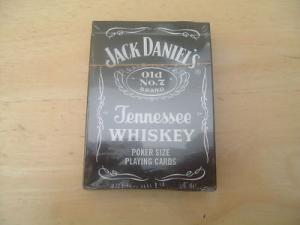 JACK DANIEL'S
Old
No. 7
BRAND
Tennessee
WHISKEY
POKER SIZE
PLAYING CARDS